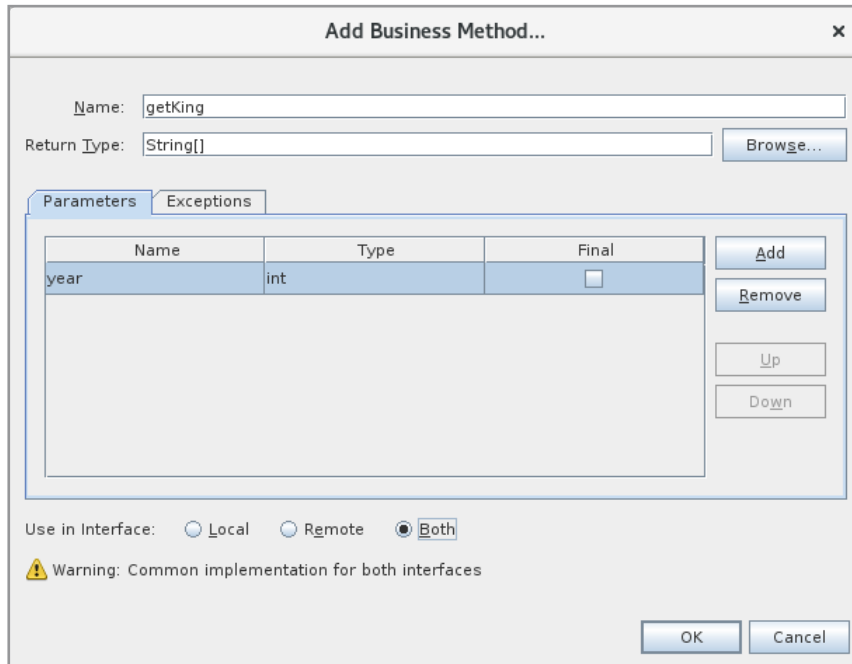 Add Business Method...
Name: getKing
Return Type: String[] Browse...
Parameters Exceptions
Name Type Final Add
year int
Remove
Up
Down
Use in Interface: Local Remote Both
Warning: Common implementation for both interfaces
OK Cancel